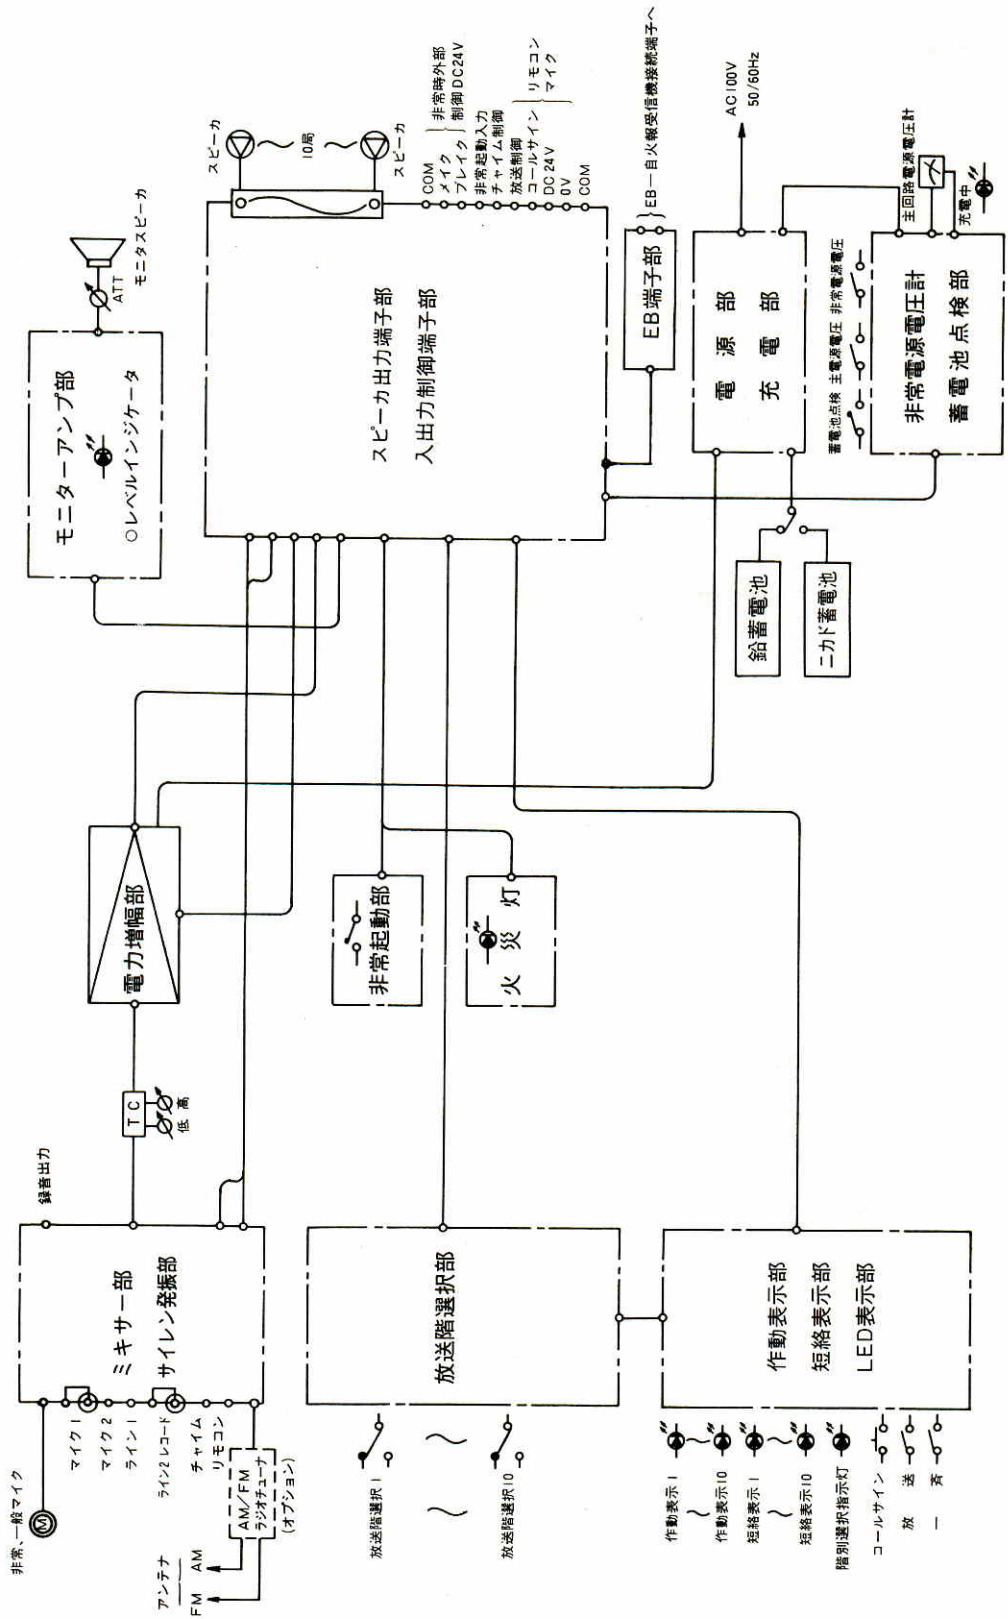 非常、一般マイク
マイク1
マイク2
ライン1
ライン2 レコード
チャイム
リモコン
アンテナ
FM AM
AM/FM
ラジオチューナ
(オプション)
ミキサー部
サイレン発振部
録音出力
TC
低 高
電力増幅部
モニターアンプ部
○レベルインジケータ
ATT
モニタスピーカ
スピーカ
10局
スピーカ
スピーカ出力端子部
入出力制御端子部
COM
メイク
ブレイク
非常時外部
制御DC24V
非常起動入力
チャイム制御
放送制御
コールサイン
DC24V
0V
リモコン
マイク
COM
EB端子部
EB―自火報受信機接続端子へ
非常起動部
火災灯
放送階選択1
放送階選択10
放送階選択部
作動表示1
作動表示10
短絡表示1
短絡表示10
階別選択指示灯
コールサイン
放送
一斉
作動表示部
短絡表示部
LED表示部
鉛蓄電池
ニカド蓄電池
電源部
充電部
AC100V
50/60Hz
蓄電池点検 主電源電圧 非常電源電圧
主回路電源電圧計
充電中
非常電源電圧計
蓄電池点検部